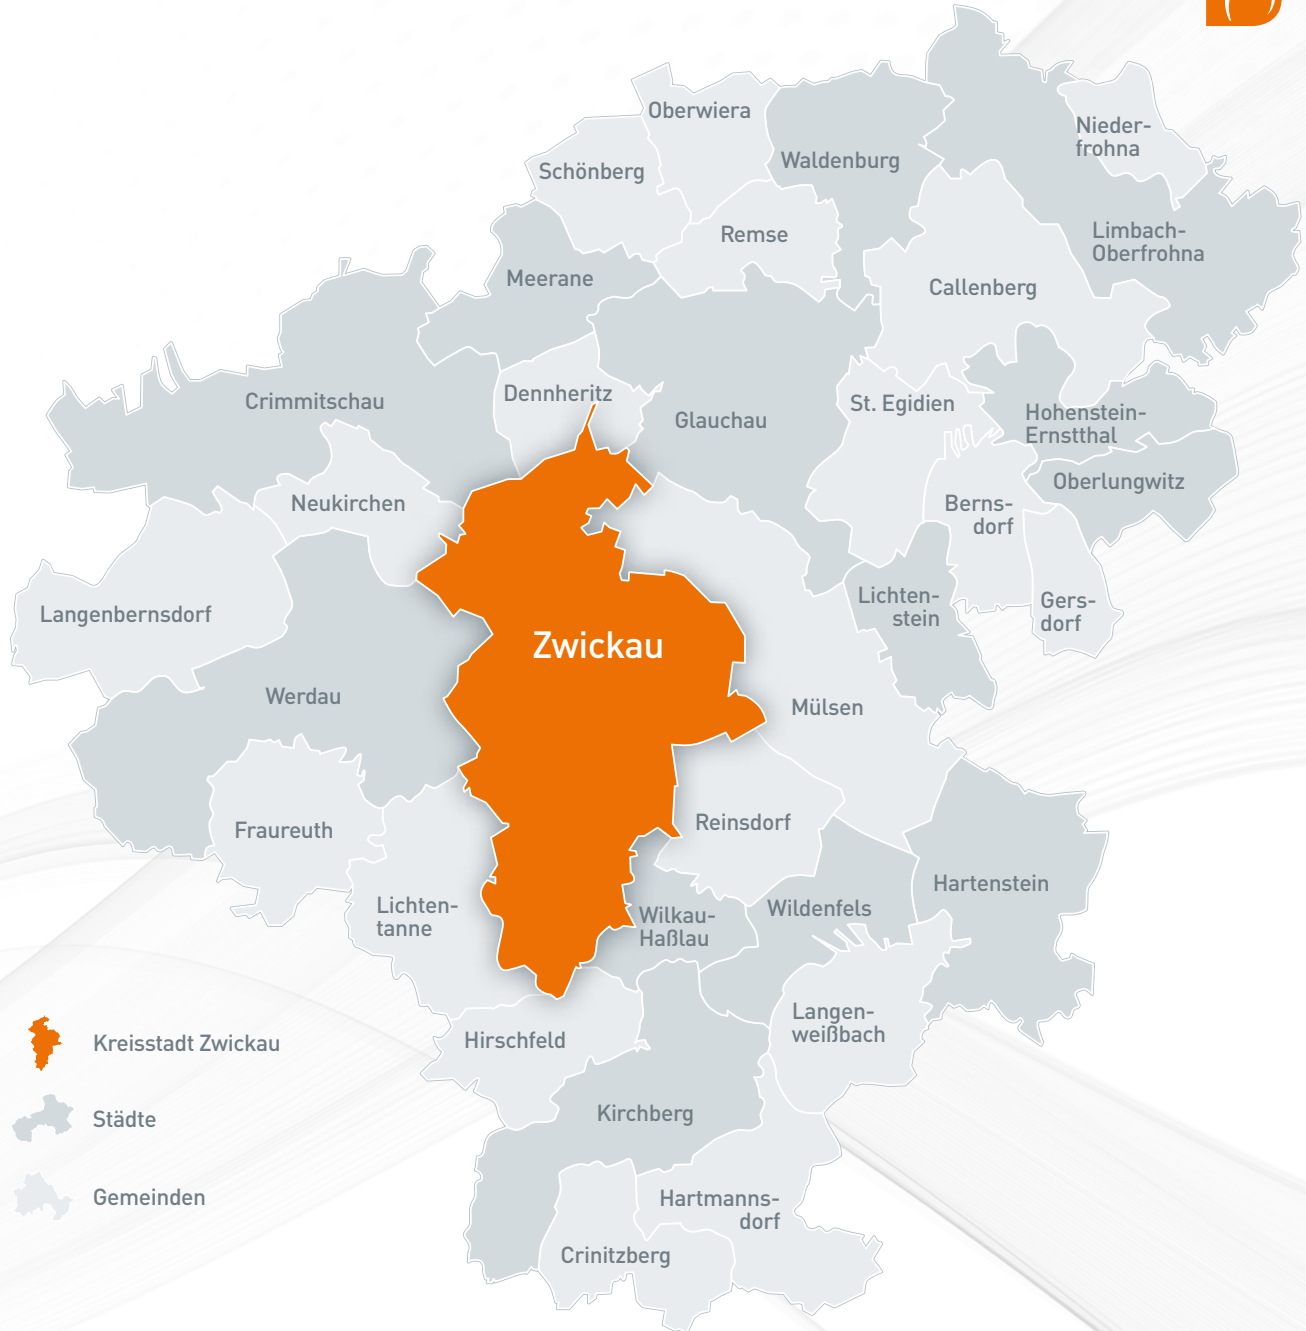 Oberwiera
Nieder-
frohna
Waldenburg
Schönberg
Remse
Limbach-
Oberfrohna
Meerane
Callenberg
Dennheritz
Crimmitschau
St. Egidien
Glauchau
Hohenstein-
Ernstthal
Oberlungwitz
Neukirchen
Berns-
dorf
Langenbernsdorf
Lichten-
stein
Gers-
dorf
Zwickau
Werdau
Mülsen
Fraureuth
Reinsdorf
Hartenstein
Lichten-
tanne
Wilkau-
Haßlau
Wildenfels
Langen-
weißbach
Hirschfeld
Kirchberg
Hartmanns-
dorf
Crinitzberg
Kreisstadt Zwickau
Städte
Gemeinden